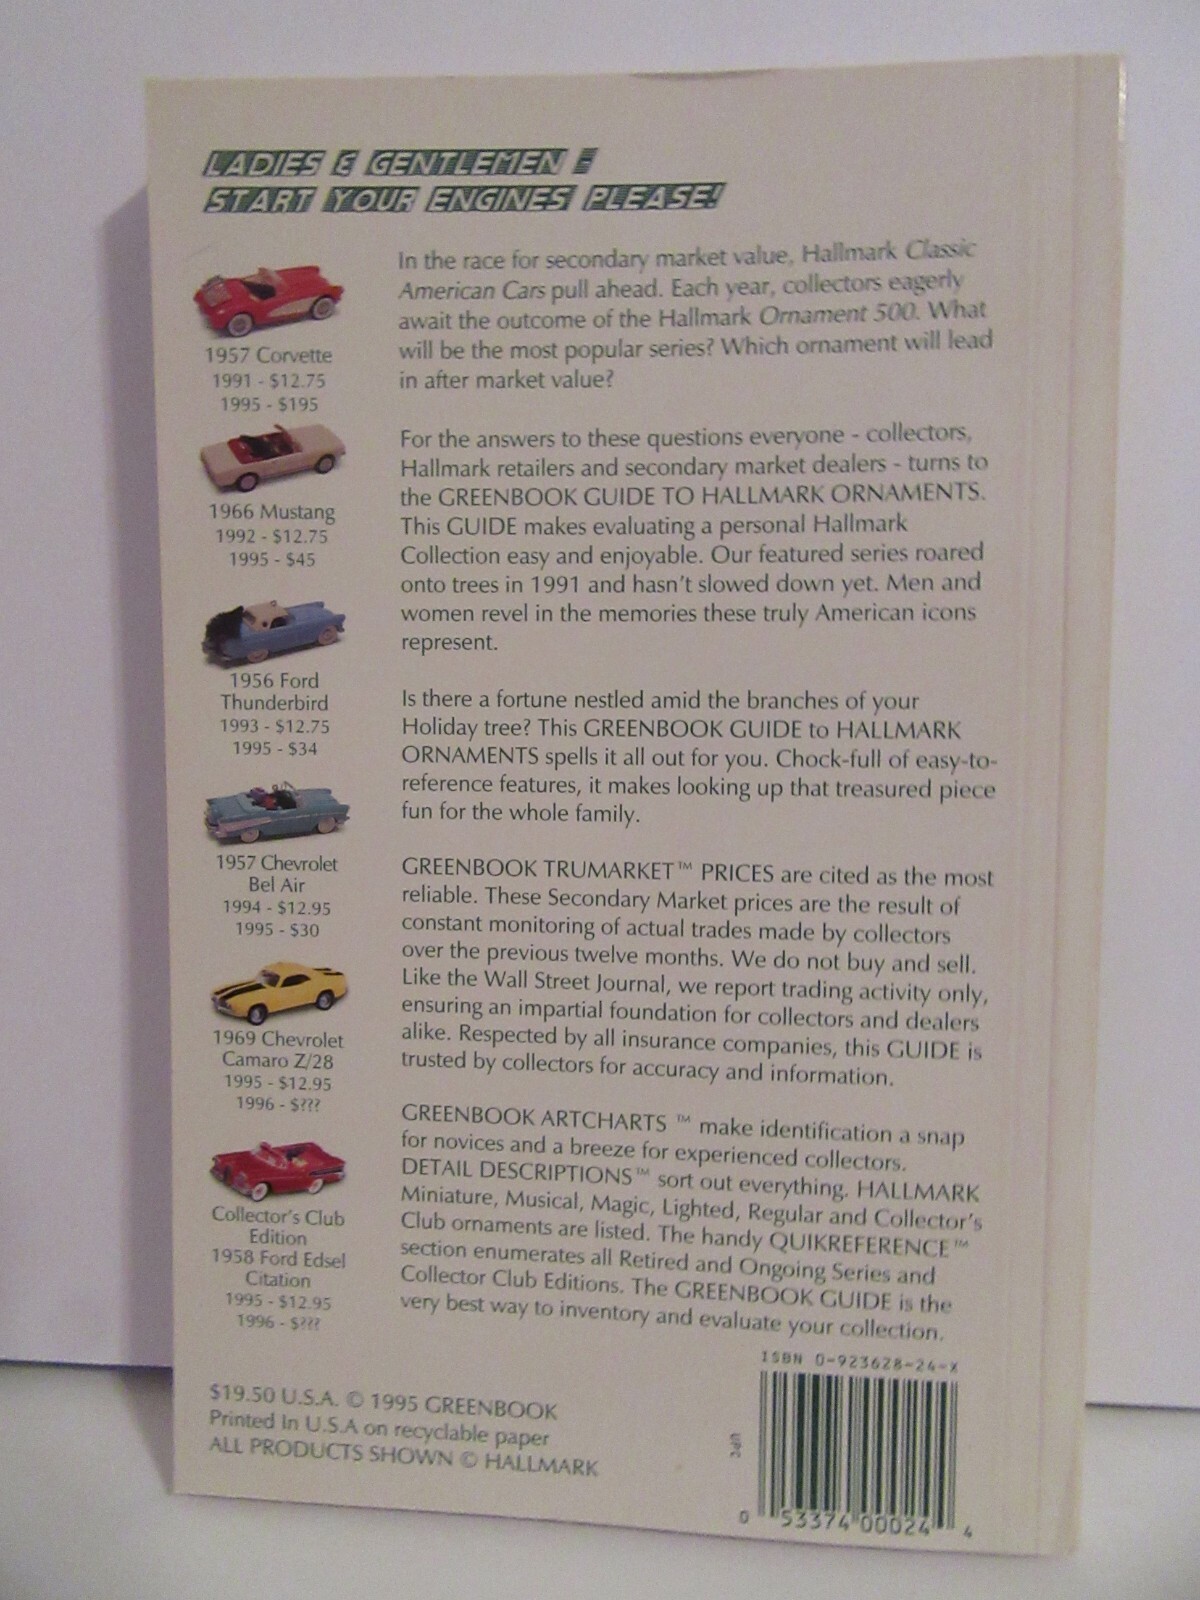 LADIES & GENTLEMEN -
START YOUR ENGINES PLEASE!
1957 Corvette
1991 - $12.75
1995 - $195
1966 Mustang
1992 - $12.75
1995 - $45
1956 Ford
Thunderbird
1993 - $12.75
1995 - $34
1957 Chevrolet
Bel Air
1994 - $12.95
1995 - $30
1969 Chevrolet
Camaro Z/28
1995 - $12.95
1996 - $???
Collector's Club
Edition
1958 Ford Edsel
Citation
1995 - $12.95
1996 - $???
In the race for secondary market value, Hallmark Classic
American Cars pull ahead. Each year, collectors eagerly
await the outcome of the Hallmark Ornament 500. What
will be the most popular series? Which ornament will lead
in after market value?
For the answers to these questions everyone - collectors,
Hallmark retailers and secondary market dealers - turns to
the GREENBOOK GUIDE TO HALLMARK ORNAMENTS.
This GUIDE makes evaluating a personal Hallmark
Collection easy and enjoyable. Our featured series roared
onto trees in 1991 and hasn't slowed down yet. Men and
women revel in the memories these truly American icons
represent.
Is there a fortune nestled amid the branches of your
Holiday tree? This GREENBOOK GUIDE to HALLMARK
ORNAMENTS spells it all out for you. Chock-full of easy-to-
reference features, it makes looking up that treasured piece
fun for the whole family.
GREENBOOK TRUMARKET™ PRICES are cited as the most
reliable. These Secondary Market prices are the result of
constant monitoring of actual trades made by collectors
over the previous twelve months. We do not buy and sell.
Like the Wall Street Journal, we report trading activity only,
ensuring an impartial foundation for collectors and dealers
alike. Respected by all insurance companies, this GUIDE is
trusted by collectors for accuracy and information.
GREENBOOK ARTCHARTS ™ make identification a snap
for novices and a breeze for experienced collectors.
DETAIL DESCRIPTIONS™ sort out everything. HALLMARK
Miniature, Musical, Magic, Lighted, Regular and Collector's
Club ornaments are listed. The handy QUIKREFERENCE™
section enumerates all Retired and Ongoing Series and
Collector Club Editions. The GREENBOOK GUIDE is the
very best way to inventory and evaluate your collection.
$19.50 U.S.A. © 1995 GREENBOOK
Printed In U.S.A on recyclable paper
ALL PRODUCTS SHOWN © HALLMARK
ISBN 0-923628-24-X
UPC
0 53374 00024 4